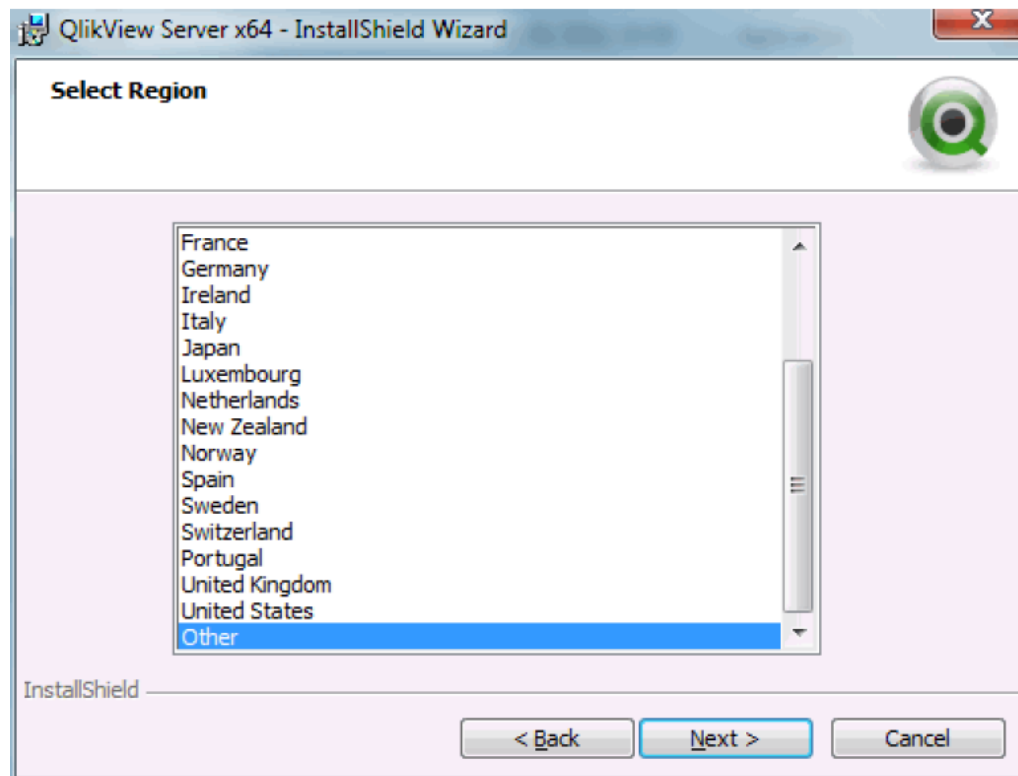 QlikView Server x64 - InstallShield Wizard
Select Region
France
Germany
Ireland
Italy
Japan
Luxembourg
Netherlands
New Zealand
Norway
Spain
Sweden
Switzerland
Portugal
United Kingdom
United States
Other
InstallShield
< Back Next > Cancel